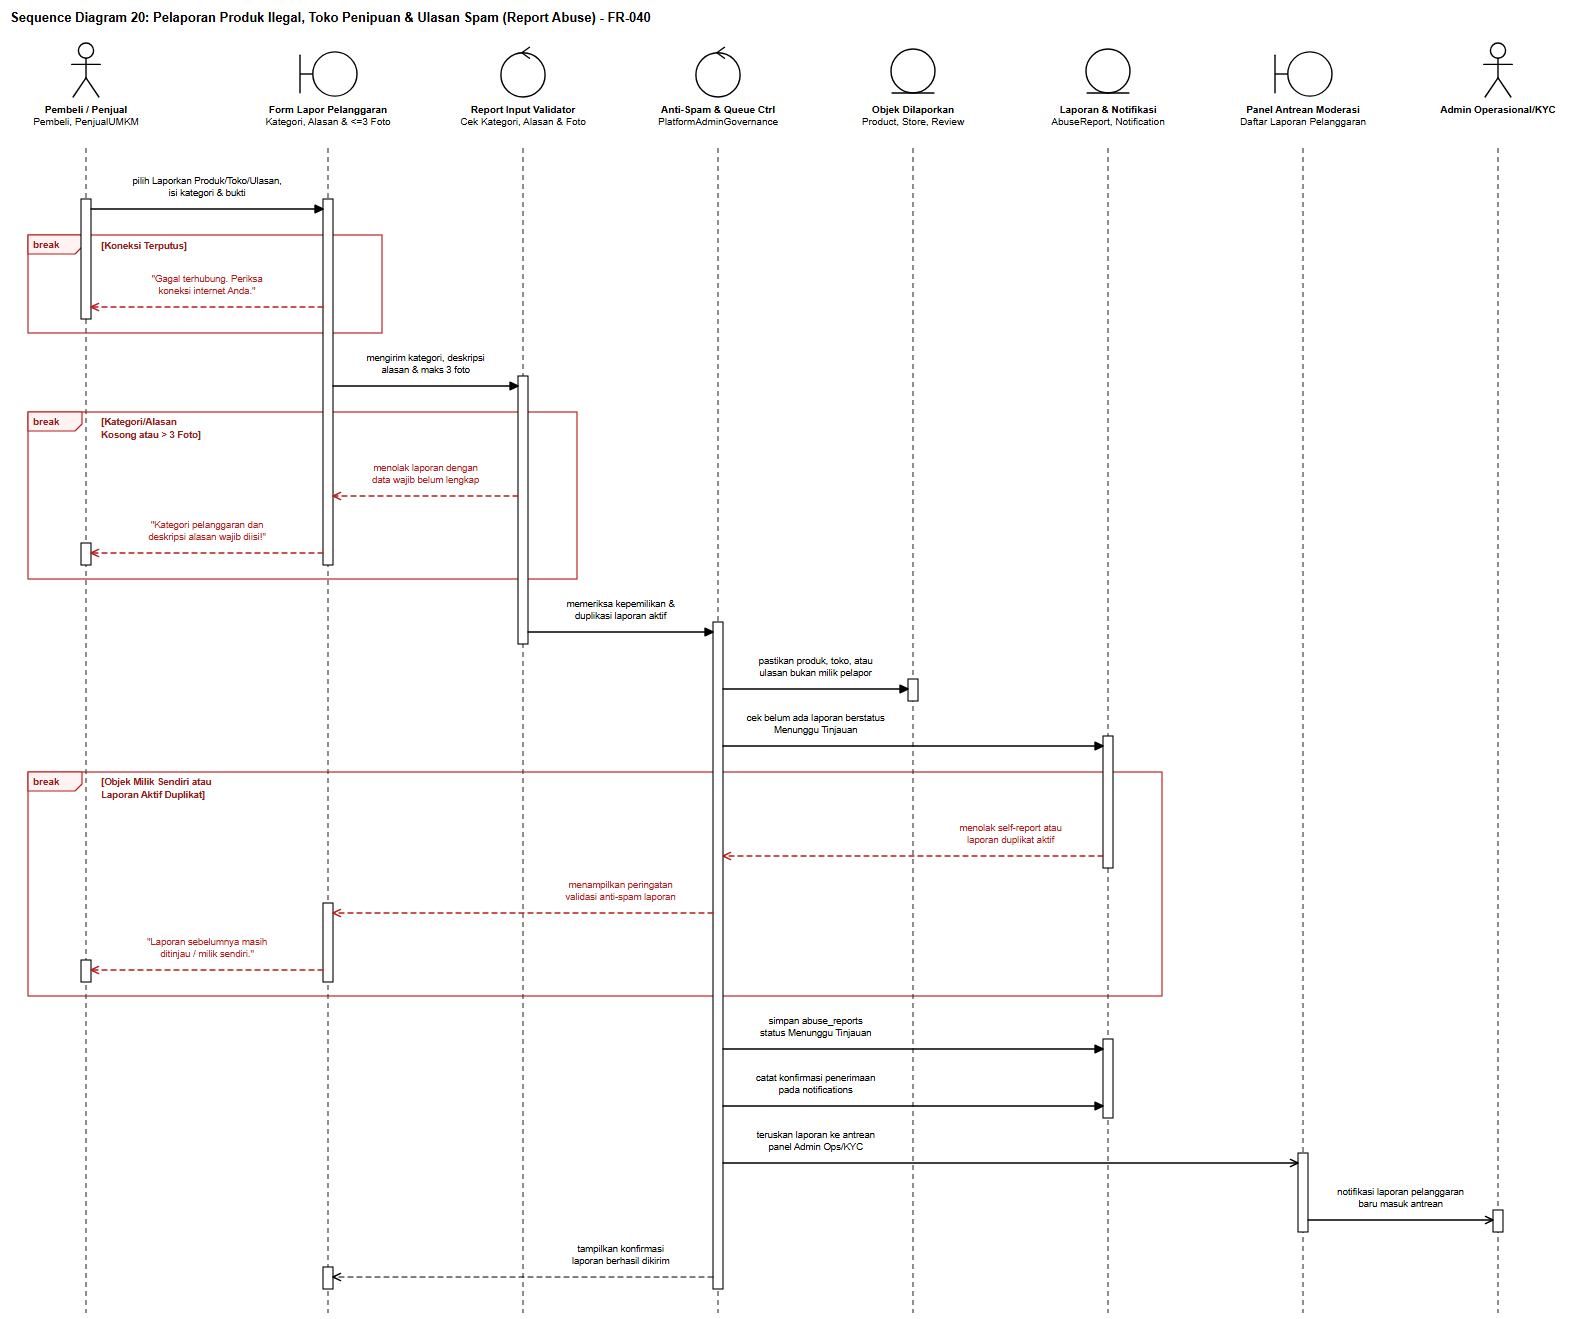 Sequence Diagram 20: Pelaporan Produk Ilegal, Toko Penipuan & Ulasan Spam (Report Abuse) - FR-040
Pembeli / Penjual
Pembeli, PenjualUMKM
Form Lapor Pelanggaran
Kategori, Alasan & <=3 Foto
Report Input Validator
Cek Kategori, Alasan & Foto
Anti-Spam & Queue Ctrl
PlatformAdminGovernance
Objek Dilaporkan
Product, Store, Review
Laporan & Notifikasi
AbuseReport, Notification
Panel Antrean Moderasi
Daftar Laporan Pelanggaran
Admin Operasional/KYC
pilih Laporkan Produk/Toko/Ulasan,
isi kategori & bukti
break
[Koneksi Terputus]
"Gagal terhubung. Periksa
koneksi internet Anda."
mengirim kategori, deskripsi
alasan & maks 3 foto
break
[Kategori/Alasan
Kosong atau > 3 Foto]
menolak laporan dengan
data wajib belum lengkap
"Kategori pelanggaran dan
deskripsi alasan wajib diisi!"
memeriksa kepemilikan &
duplikasi laporan aktif
pastikan produk, toko, atau
ulasan bukan milik pelapor
cek belum ada laporan berstatus
Menunggu Tinjauan
break
[Objek Milik Sendiri atau
Laporan Aktif Duplikat]
menolak self-report atau
laporan duplikat aktif
menampilkan peringatan
validasi anti-spam laporan
"Laporan sebelumnya masih
ditinjau / milik sendiri."
simpan abuse_reports
status Menunggu Tinjauan
catat konfirmasi penerimaan
pada notifications
teruskan laporan ke antrean
panel Admin Ops/KYC
notifikasi laporan pelanggaran
baru masuk antrean
tampilkan konfirmasi
laporan berhasil dikirim